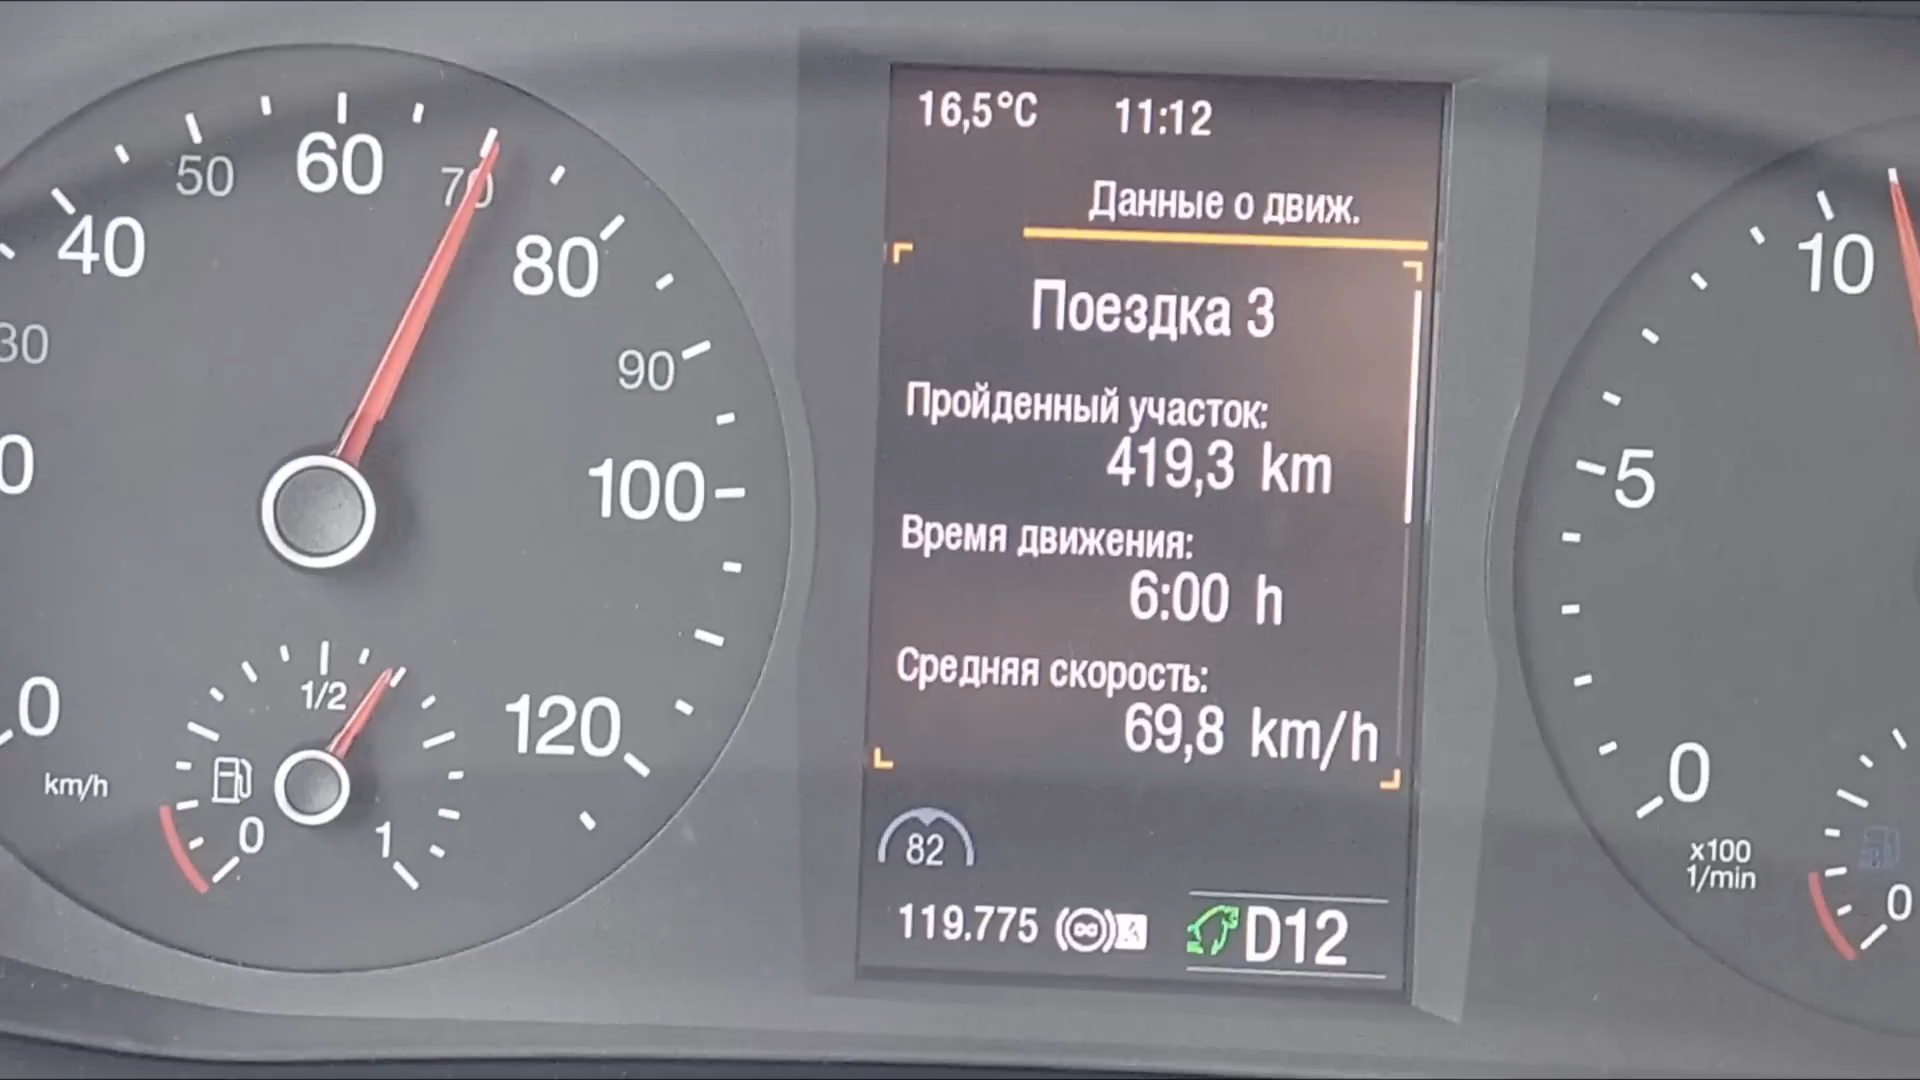 16,5°C 11:12
Данные о движ.
Поездка 3
Пройденный участок:
419,3 km
Время движения:
6:00 h
Средняя скорость:
69,8 km/h
82
119.775 D12
0
30
40
50
60
70
80
90
100
120
km/h
0
1/2
1
0
5
10
x100
1/min
0